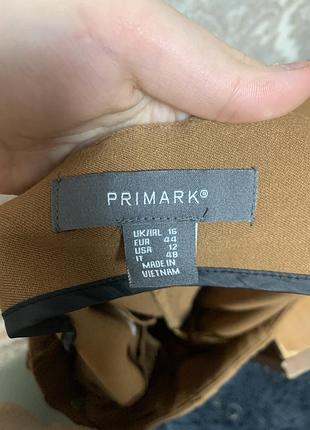 PRIMARK®
UK/IRL 16
EUR 44
USA 12
IT 48
MADE IN
VIETNAM